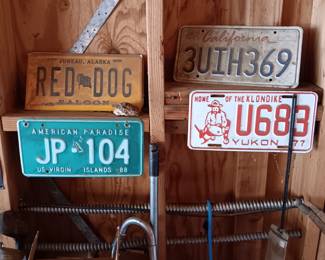 JUNEAU, ALASKA
RED DOG
SALOON
California
3UIH369
AMERICAN PARADISE
JP 104
US VIRGIN ISLANDS 88
HOME OF THE KLONDIKE
U683
YUKON 77